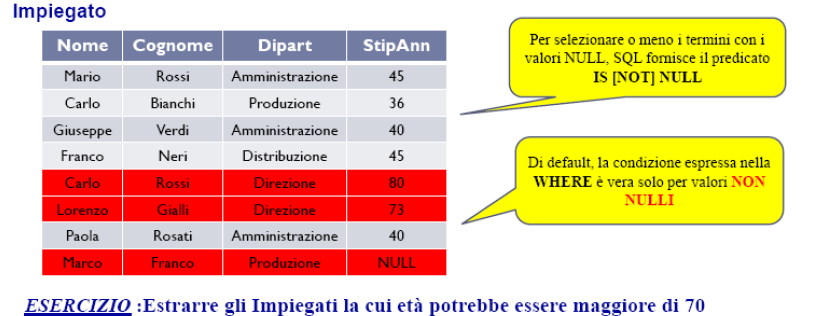 Impiegato
Nome Cognome Dipart StipAnn
Mario Rossi Amministrazione 45
Carlo Bianchi Produzione 36
Giuseppe Verdi Amministrazione 40
Franco Neri Distribuzione 45
Carlo Rossi Direzione 80
Lorenzo Gialli Direzione 73
Paola Rosati Amministrazione 40
Marco Franco Produzione NULL
Per selezionare o meno i termini con i
valori NULL, SQL fornisce il predicato
IS [NOT] NULL
Di default, la condizione espressa nella
WHERE è vera solo per valori NON
NULLI
ESERCIZIO :Estrarre gli Impiegati la cui età potrebbe essere maggiore di 70